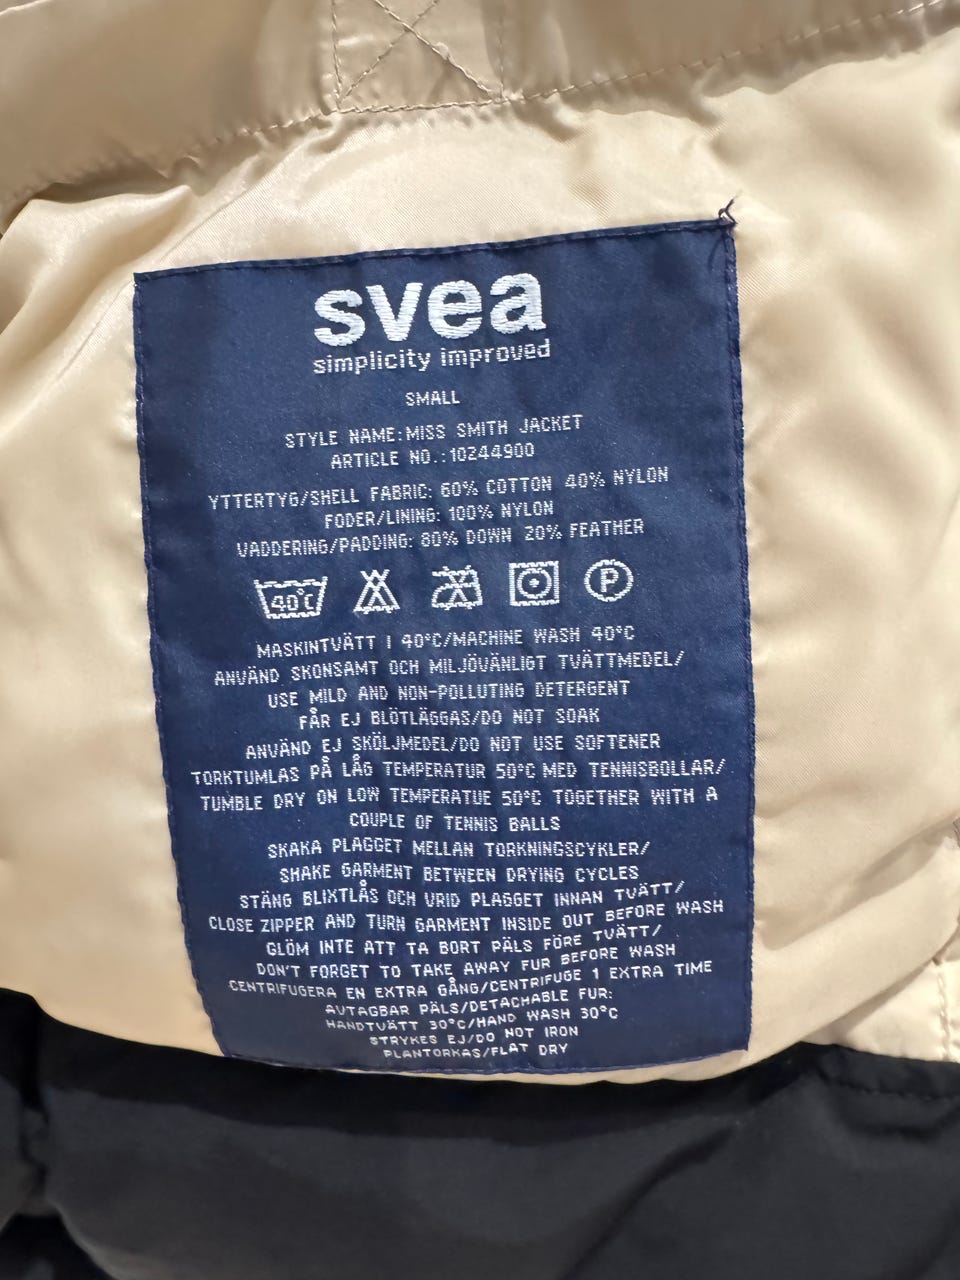 svea
simplicity improved
SMALL
STYLE NAME:MISS SMITH JACKET
ARTICLE NO.:10244900
YTTERTYG/SHELL FABRIC: 60% COTTON 40% NYLON
FODER/LINING: 100% NYLON
VADDERING/PADDING: 80% DOWN 20% FEATHER
40°C P
MASKINTVÄTT I 40°C/MACHINE WASH 40°C
ANVÄND SKONSAMT OCH MILJÖVÄNLIGT TVÄTTMEDEL/
USE MILD AND NON-POLLUTING DETERGENT
FÅR EJ BLÖTLÄGGAS/DO NOT SOAK
ANVÄND EJ SKÖLJMEDEL/DO NOT USE SOFTENER
TORKTUMLAS PÅ LÅG TEMPERATUR 50°C MED TENNISBOLLAR/
TUMBLE DRY ON LOW TEMPERATUE 50°C TOGETHER WITH A
COUPLE OF TENNIS BALLS
SKAKA PLAGGET MELLAN TORKNINGSCYKLER/
SHAKE GARMENT BETWEEN DRYING CYCLES
STÄNG BLIXTLÅS OCH VRID PLAGGET INNAN TVÄTT/
CLOSE ZIPPER AND TURN GARMENT INSIDE OUT BEFORE WASH
GLÖM INTE ATT TA BORT PÄLS FÖRE TVÄTT/
DON'T FORGET TO TAKE AWAY FUR BEFORE WASH
CENTRIFUGERA EN EXTRA GÅNG/CENTRIFUGE 1 EXTRA TIME
AVTAGBAR PÄLS/DETACHABLE FUR:
HANDTVÄTT 30°C/HAND WASH 30°C
STRYKES EJ/DO NOT IRON
PLANTORKAS/FLAT DRY